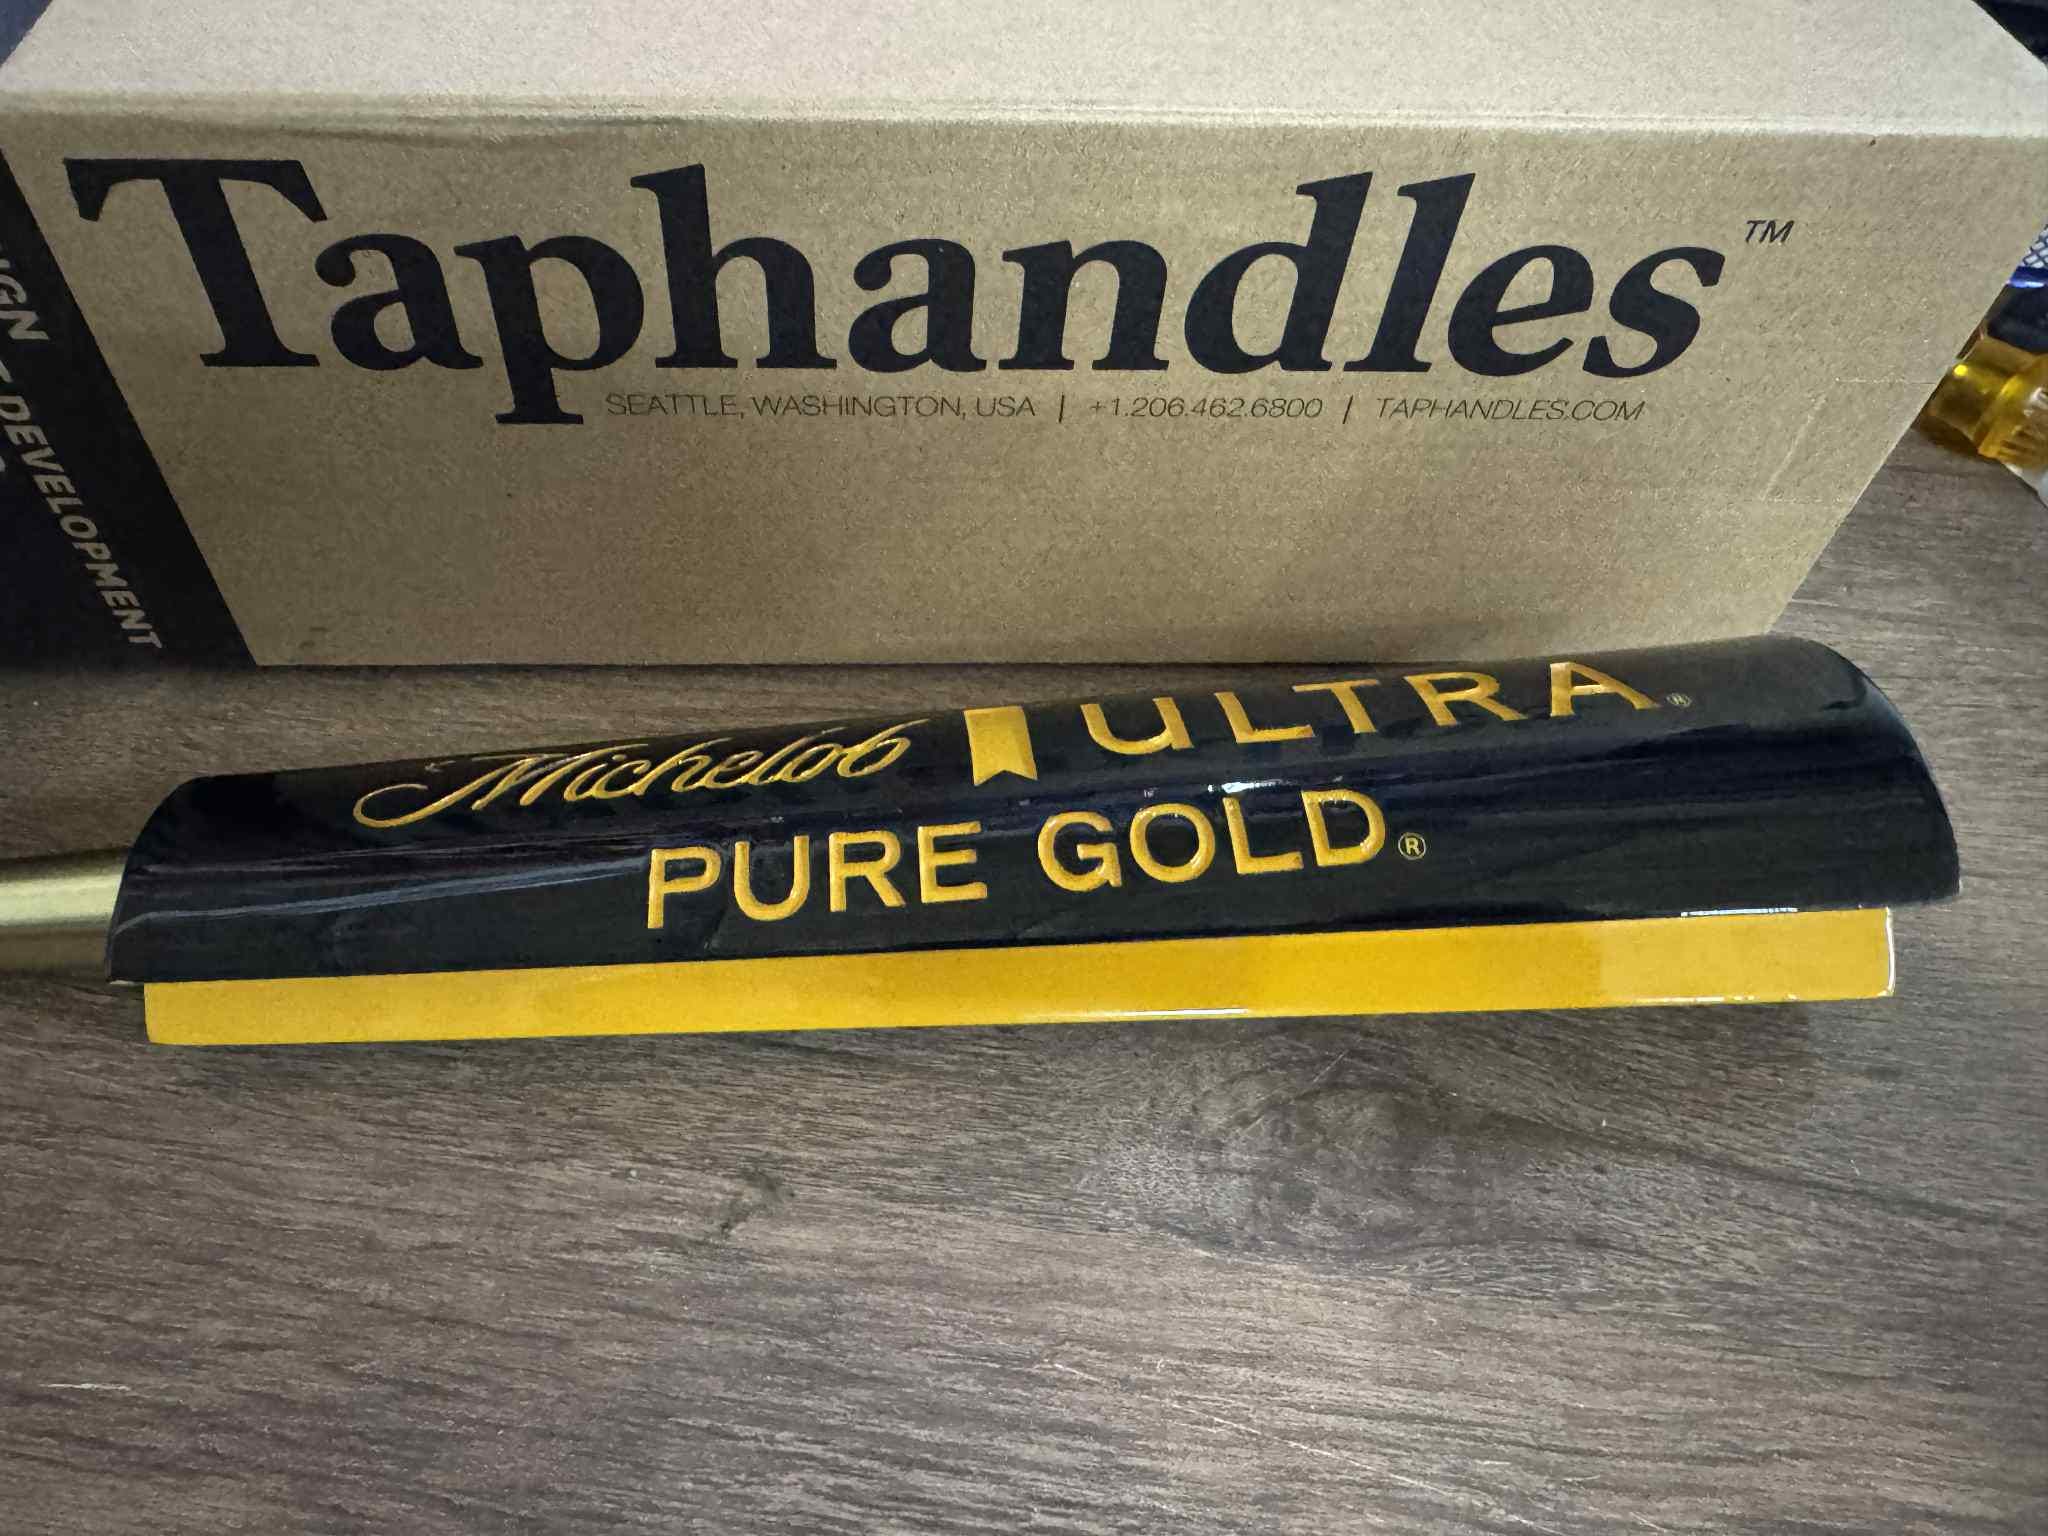 Taphandles™
SEATTLE, WASHINGTON, USA | +1.206.462.6800 | TAPHANDLES.COM
DEVELOPMENT
Michelob ULTRA®
PURE GOLD®